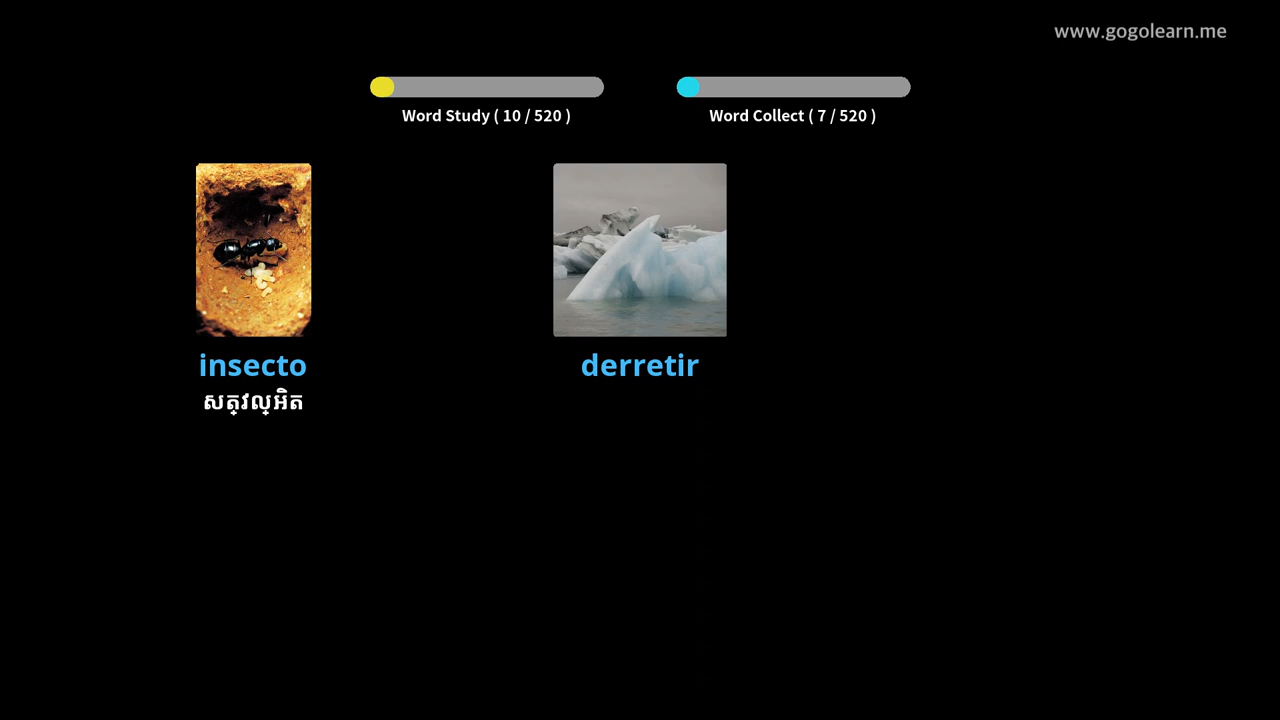 www.gogolearn.me
Word Study ( 10 / 520 )
Word Collect ( 7 / 520 )
insecto
derretir
សត្វល្អិត